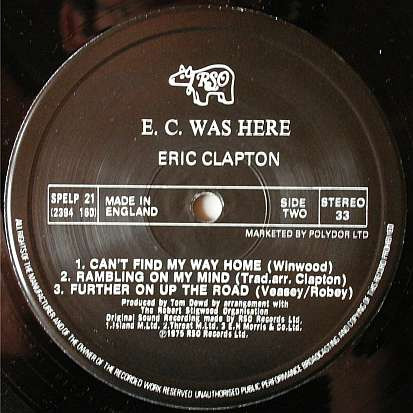 RSO
E. C. WAS HERE
ERIC CLAPTON
SPELP 21
(2394 160)
MADE IN
ENGLAND
SIDE
TWO
STEREO
33
MARKETED BY POLYDOR LTD
1. CAN'T FIND MY WAY HOME (Winwood)
2. RAMBLING ON MY MIND (Trad.arr. Clapton)
3. FURTHER ON UP THE ROAD (Veasey/Robey)
Produced by Tom Dowd by arrangement with
The Robert Stigwood Organisation
Original Sound Recording made by RSO Records Ltd.
1.Island M.Ltd. 2.Throat M.Ltd. 3 E.H Morris & Co.Ltd.
℗1975 RSO Records Ltd.
ALL RIGHTS OF THE MANUFACTURER AND OF THE OWNER OF THE RECORDED WORK RESERVED UNAUTHORISED PUBLIC PERFORMANCE BROADCASTING AND COPYING OF THIS RECORD PROHIBITED